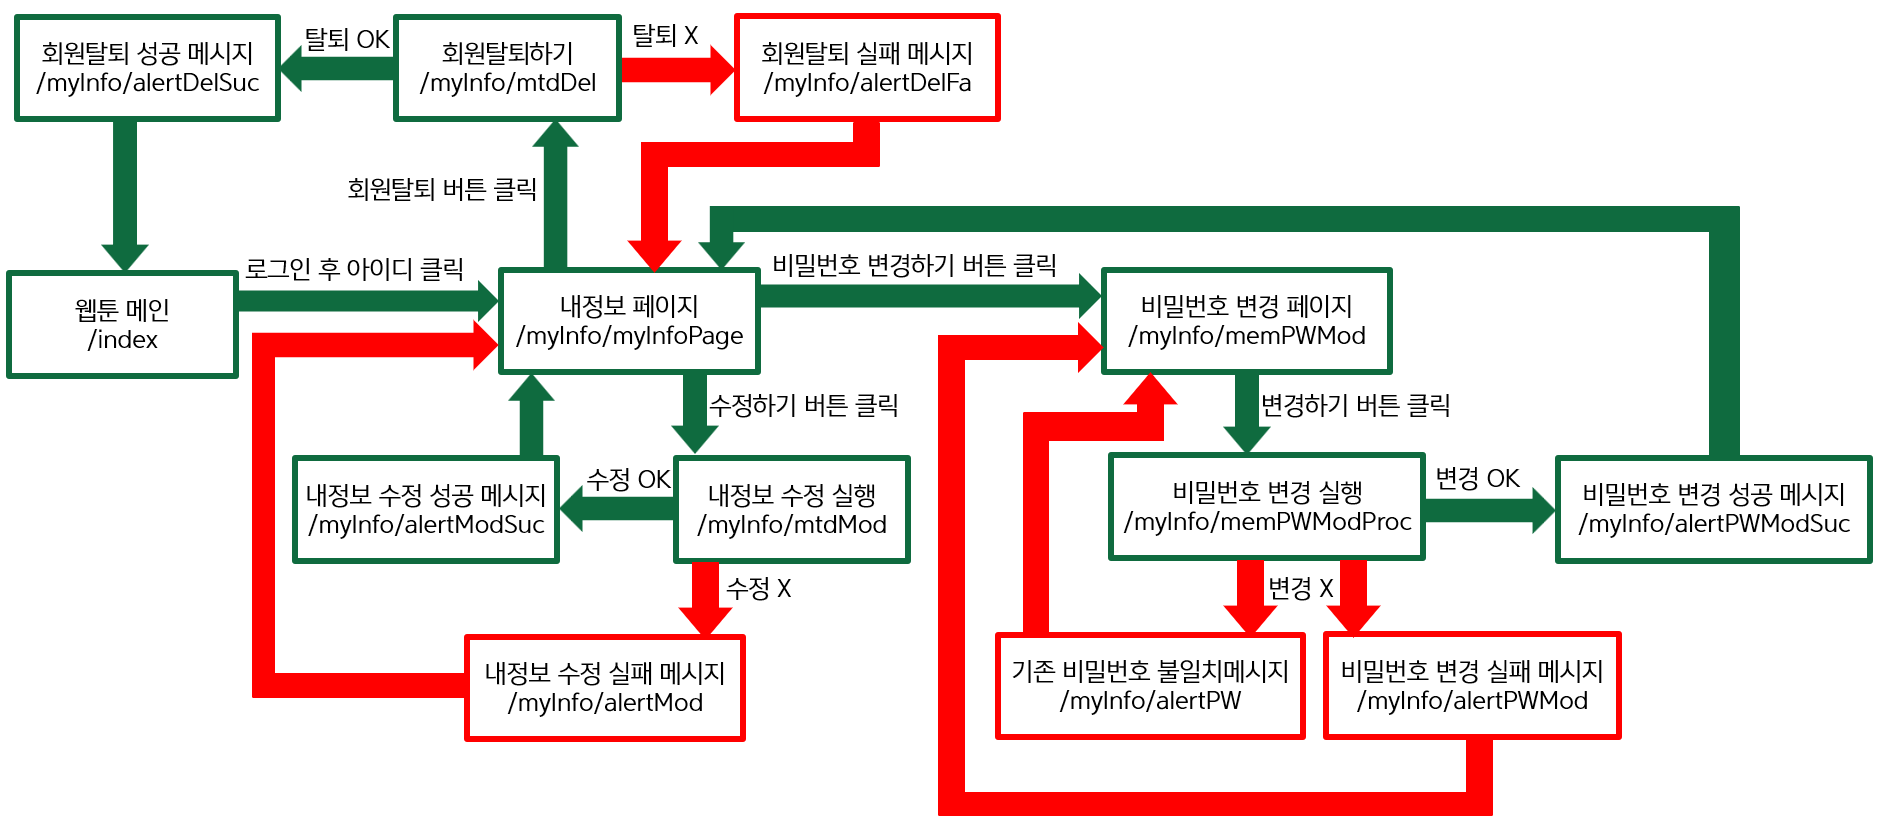 회원탈퇴 성공 메시지
/myInfo/alertDelSuc
탈퇴 OK
회원탈퇴하기
/myInfo/mtdDel
탈퇴 X
회원탈퇴 실패 메시지
/myInfo/alertDelFa
회원탈퇴 버튼 클릭
웹툰 메인
/index
로그인 후 아이디 클릭
내정보 페이지
/myInfo/myInfoPage
비밀번호 변경하기 버튼 클릭
비밀번호 변경 페이지
/myInfo/memPWMod
수정하기 버튼 클릭
변경하기 버튼 클릭
내정보 수정 성공 메시지
/myInfo/alertModSuc
수정 OK
내정보 수정 실행
/myInfo/mtdMod
비밀번호 변경 실행
/myInfo/memPWModProc
변경 OK
비밀번호 변경 성공 메시지
/myInfo/alertPWModSuc
수정 X
변경 X
내정보 수정 실패 메시지
/myInfo/alertMod
기존 비밀번호 불일치메시지
/myInfo/alertPW
비밀번호 변경 실패 메시지
/myInfo/alertPWMod